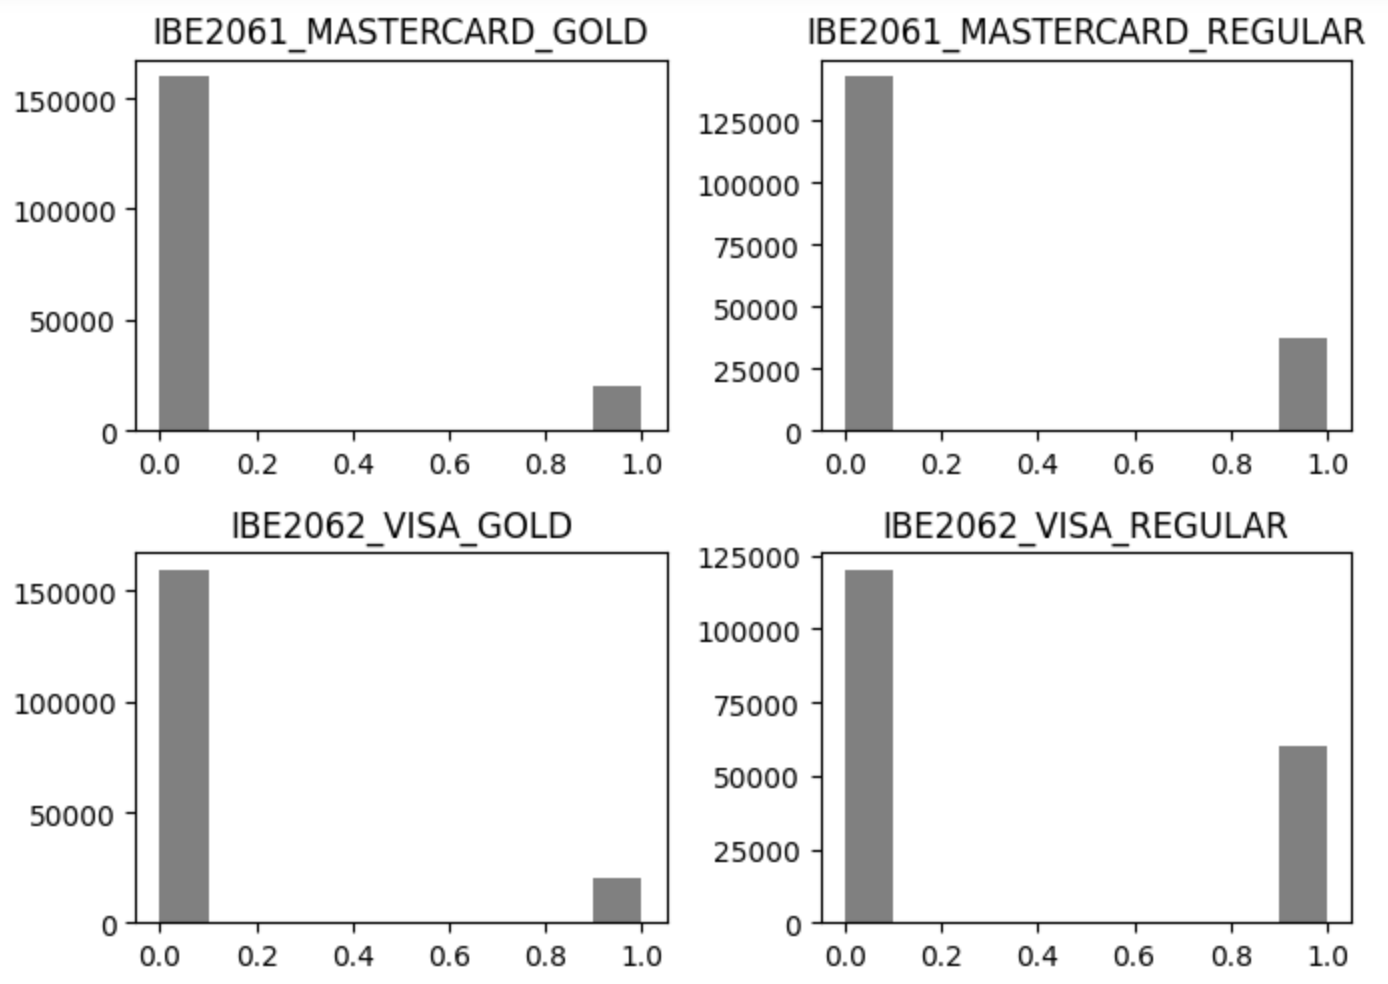 IBE2061_MASTERCARD_GOLD
150000
100000
50000
0
0.0 0.2 0.4 0.6 0.8 1.0
IBE2061_MASTERCARD_REGULAR
125000
100000
75000
50000
25000
0
0.0 0.2 0.4 0.6 0.8 1.0
IBE2062_VISA_GOLD
150000
100000
50000
0
0.0 0.2 0.4 0.6 0.8 1.0
IBE2062_VISA_REGULAR
125000
100000
75000
50000
25000
0
0.0 0.2 0.4 0.6 0.8 1.0